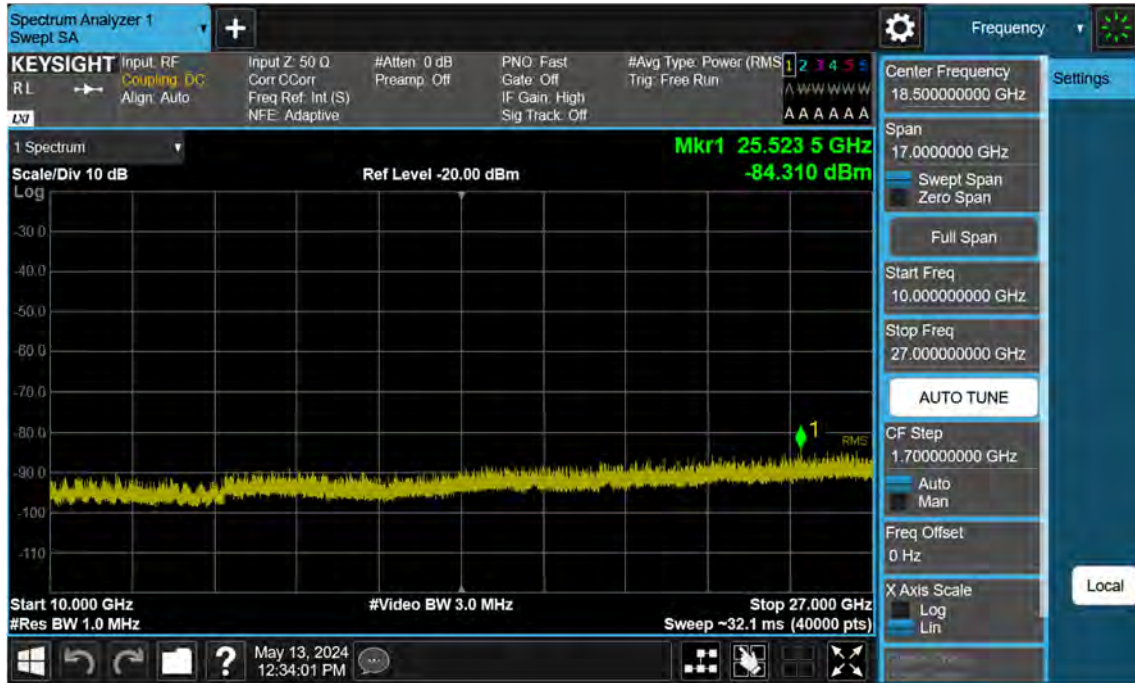 Spectrum Analyzer 1
Swept SA
Frequency
KEYSIGHT
Input: RF
Coupling: DC
Align: Auto
Input Z: 50 Ω
Corr CCorr
Freq Ref: Int (S)
NFE: Adaptive
#Atten: 0 dB
Preamp: Off
PNO: Fast
Gate: Off
IF Gain: High
Sig Track: Off
#Avg Type: Power (RMS
Trig: Free Run
1 2 3 4 5 6
A W W W W W
A A A A A A
R L
LXI
1 Spectrum
Scale/Div 10 dB
Log
Ref Level -20.00 dBm
Mkr1 25.523 5 GHz
-84.310 dBm
-30.0
-40.0
-50.0
-60.0
-70.0
-80.0
-90.0
-100
-110
1
RMS
Start 10.000 GHz
#Res BW 1.0 MHz
#Video BW 3.0 MHz
Stop 27.000 GHz
Sweep ~32.1 ms (40000 pts)
May 13, 2024
12:34:01 PM
Center Frequency
18.500000000 GHz
Span
17.0000000 GHz
Swept Span
Zero Span
Full Span
Start Freq
10.000000000 GHz
Stop Freq
27.000000000 GHz
AUTO TUNE
CF Step
1.700000000 GHz
Auto
Man
Freq Offset
0 Hz
X Axis Scale
Log
Lin
Settings
Local